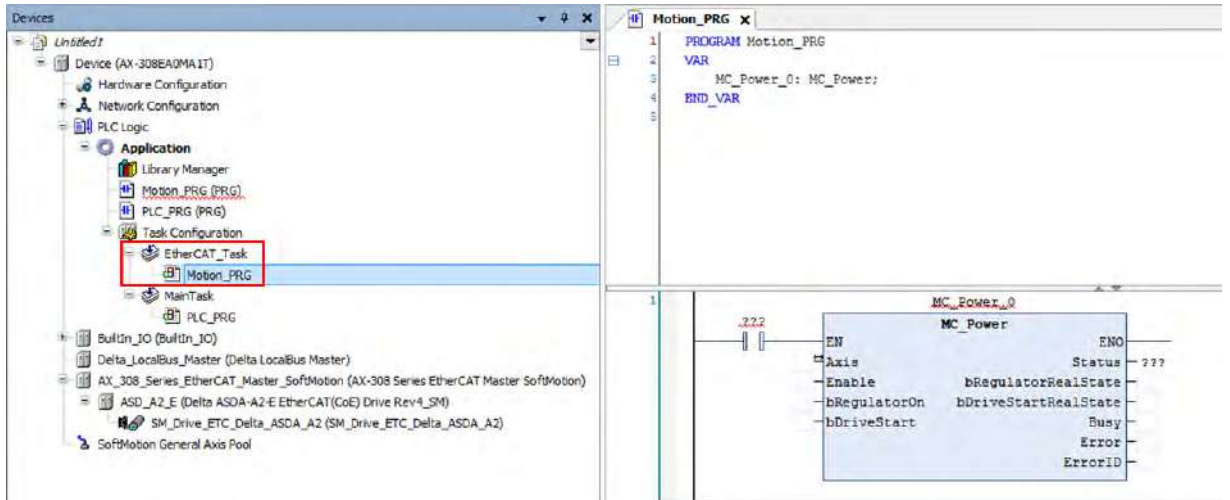 Devices
Untitled1
Device (AX-308EA0MA1T)
Hardware Configuration
Network Configuration
PLC Logic
Application
Library Manager
Motion_PRG (PRG)
PLC_PRG (PRG)
Task Configuration
EtherCAT_Task
Motion_PRG
MainTask
PLC_PRG
BuiltIn_IO (BuiltIn_IO)
Delta_LocalBus_Master (Delta LocalBus Master)
AX_308_Series_EtherCAT_Master_SoftMotion (AX-308 Series EtherCAT Master SoftMotion)
ASD_A2_E (Delta ASDA-A2-E EtherCAT(CoE) Drive Rev4_SM)
SM_Drive_ETC_Delta_ASDA_A2 (SM_Drive_ETC_Delta_ASDA_A2)
SoftMotion General Axis Pool
Motion_PRG
1 PROGRAM Motion_PRG
2 VAR
3 MC_Power_0: MC_Power;
4 END_VAR
5
1
MC_Power_0
??? MC_Power
EN ENO
Axis Status ???
Enable bRegulatorRealState
bRegulatorOn bDriveStartRealState
bDriveStart Busy
Error
ErrorID